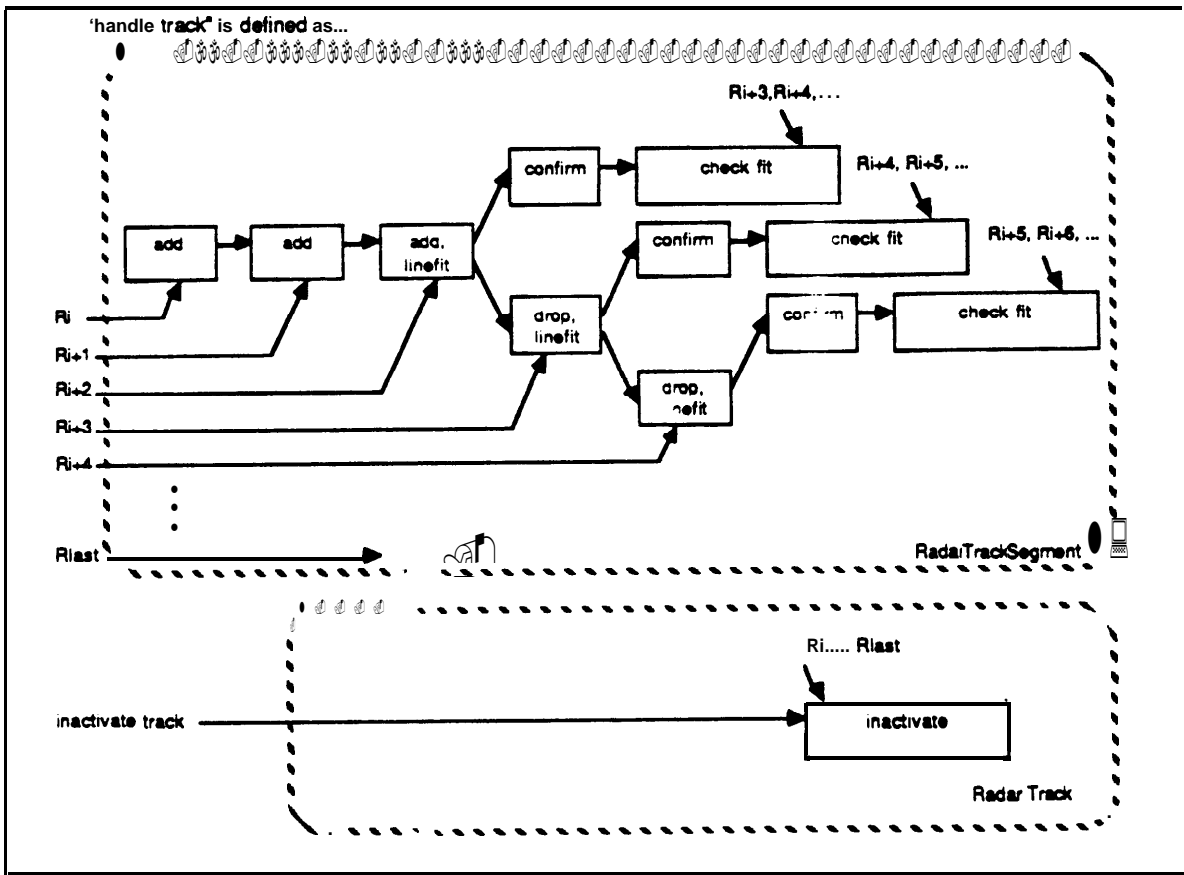 ‘handle track" is defined as...
Ri+3,Ri+4, ...
confirm
check fit
Ri+4, Ri+5, ...
add
add
add,
linefit
confirm
check fit
Ri+5, Ri+6, ...
Ri
drop,
linefit
check fit
Ri+1
Ri+2
drop,
Ri+3
Ri+4
Rlast
RadarTrackSegment
Ri..... Rlast
inactivate track
inactivate
Radar Track